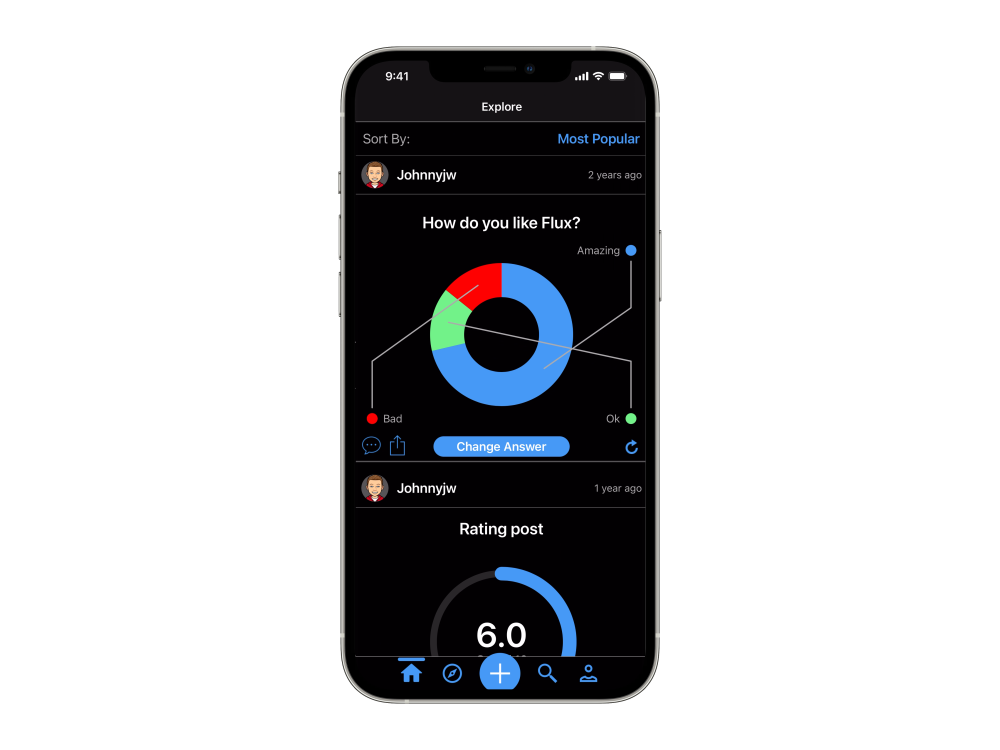 9:41
Explore
Sort By: Most Popular
Johnnyjw 2 years ago
How do you like Flux?
Amazing
Bad Ok
Change Answer
Johnnyjw 1 year ago
Rating post
6.0